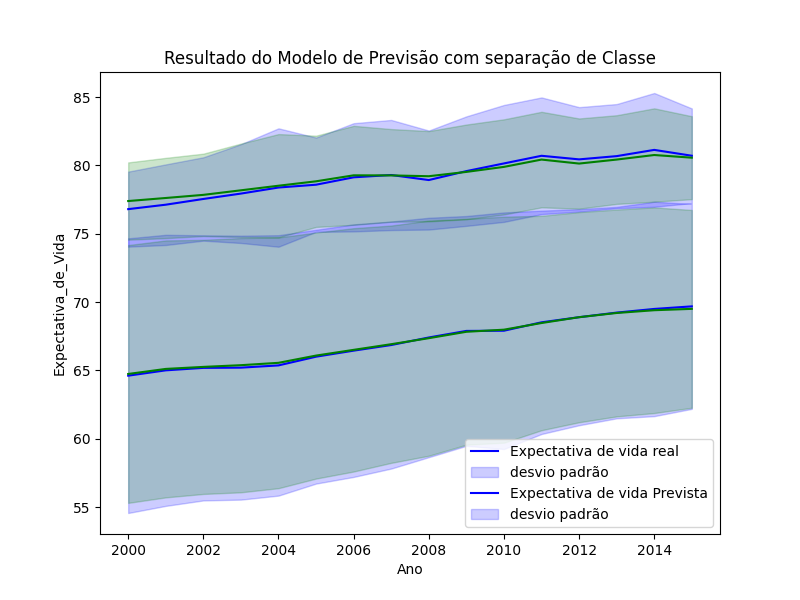 Resultado do Modelo de Previsão com separação de Classe
Expectativa_de_Vida
85
80
75
70
65
60
55
Expectativa de vida real
desvio padrão
Expectativa de vida Prevista
desvio padrão
2000 2002 2004 2006 2008 2010 2012 2014
Ano